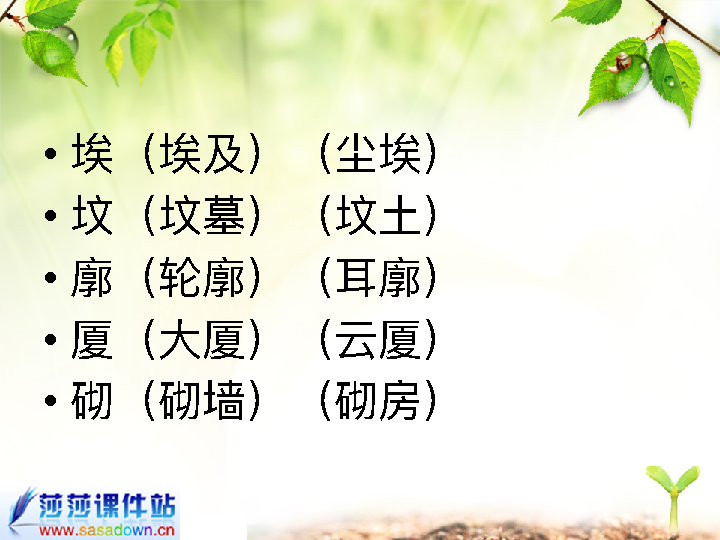 • 埃（埃及）　（尘埃）
• 坟（坟墓）　（坟土）
• 廓（轮廓）　（耳廓）
• 厦（大厦）　（云厦）
• 砌（砌墙）　（砌房）
莎莎课件站
www.sasadown.cn